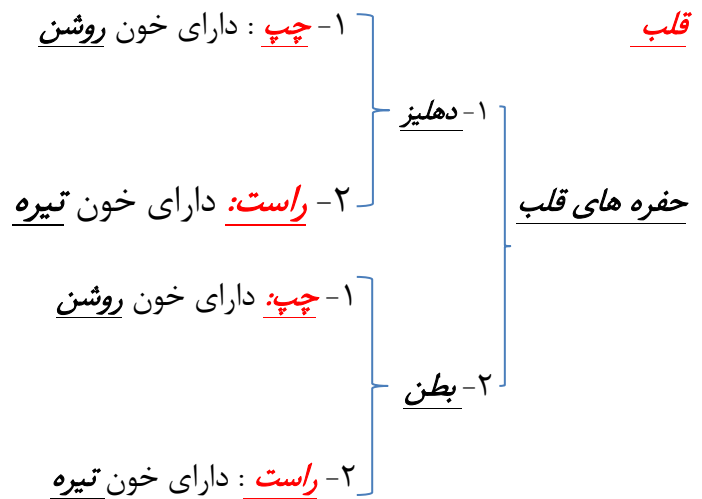 قلب
حفره های قلب
۱- دهلیز
۱- چپ : دارای خون روشن
۲- راست: دارای خون تیره
۲- بطن
۱- چپ: دارای خون روشن
۲- راست : دارای خون تیره